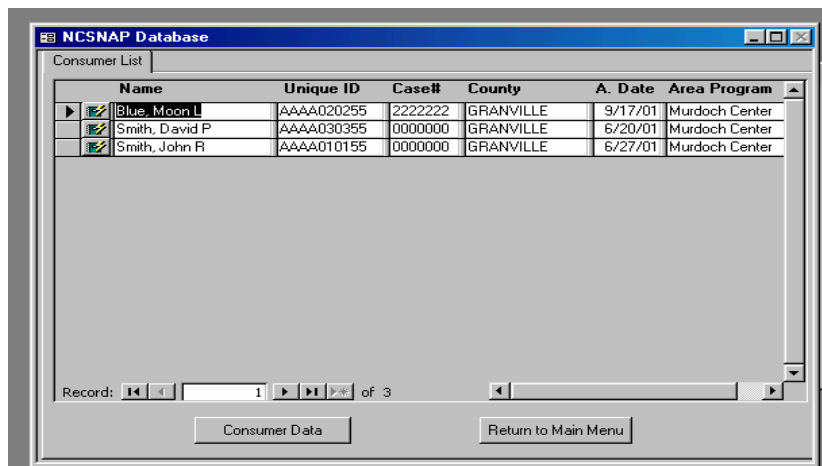 NCSNAP Database
Consumer List
Name Unique ID Case# County A. Date Area Program
Blue, Moon L AAAA020255 2222222 GRANVILLE 9/17/01 Murdoch Center
Smith, David P AAAA030355 0000000 GRANVILLE 6/20/01 Murdoch Center
Smith, John R AAAA010155 0000000 GRANVILLE 6/27/01 Murdoch Center
Record: 1 of 3
Consumer Data Return to Main Menu